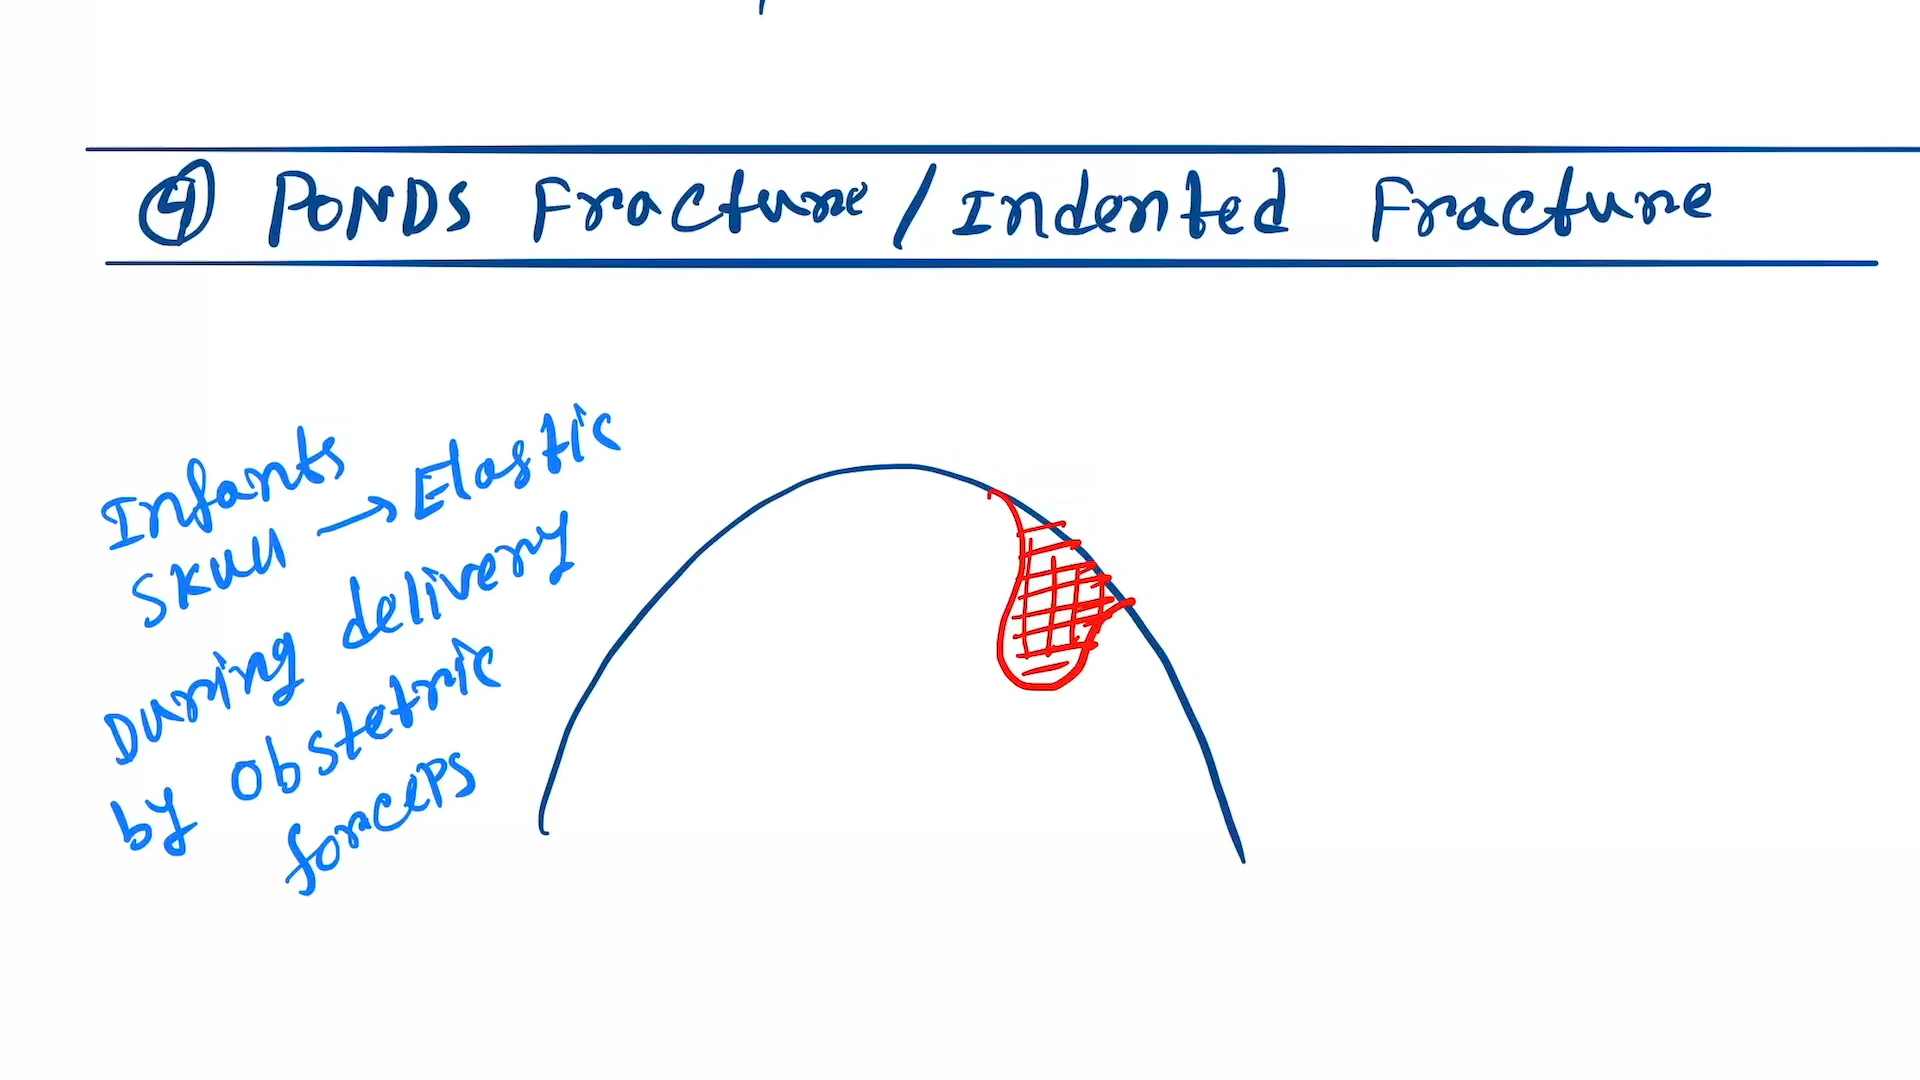 ④ PONDS Fracture / Indented Fracture
Infants
Skull → Elastic
During delivery
by obstetric
forceps